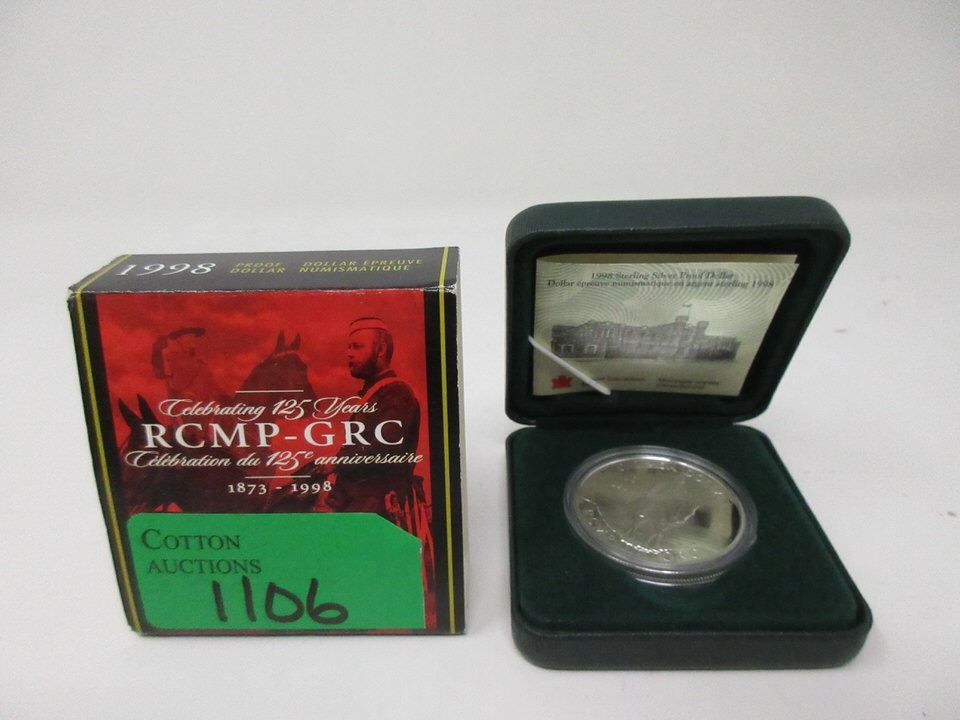 1998 PROOF DOLLAR DOLLAR ÉPREUVE NUMISMATIQUE
Celebrating 125 Years
RCMP-GRC
Célébration du 125e anniversaire
1873 - 1998
COTTON
AUCTIONS
1106
1998 Sterling Silver Proof Dollar
Dollar épreuve numismatique en argent sterling 1998